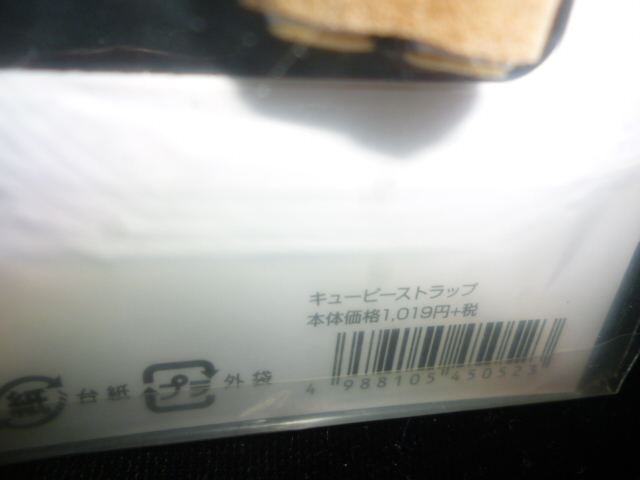 キューピーストラップ
本体価格1,019円+税
4 988105 450523
紙 台紙 プラ 外袋